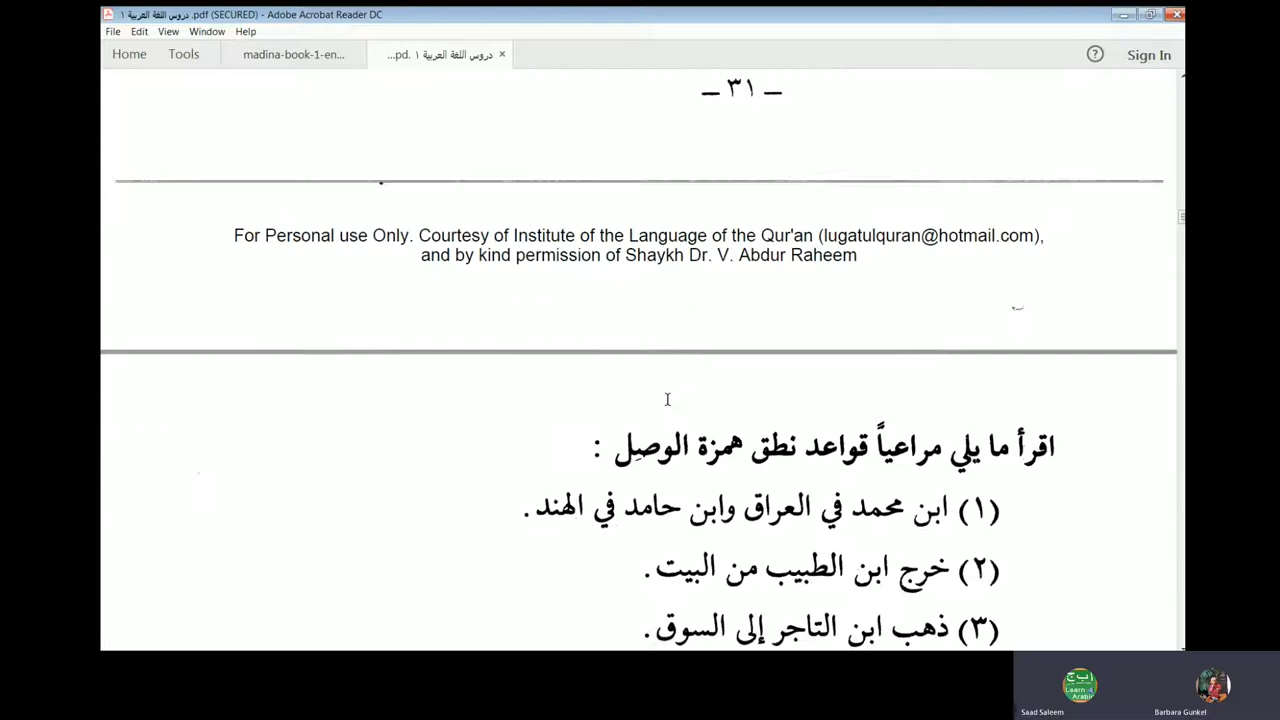 دروس اللغة العربية ١ .pdf (SECURED) - Adobe Acrobat Reader DC
File Edit View Window Help
Home Tools madina-book-1-en... دروس اللغة العربية ١ .pd... × ? Sign In
ــ ٣١ ــ
For Personal use Only. Courtesy of Institute of the Language of the Qur'an (lugatulquran@hotmail.com),
and by kind permission of Shaykh Dr. V. Abdur Raheem
اقرأ ما يلي مراعياً قواعد نطق همزة الوصل :
(١) ابن محمد في العراق وابن حامد في الهند .
(٢) خرج ابن الطبيب من البيت .
(٣) ذهب ابن التاجر إلى السوق .
ا ب ج
Learn
Arabic
Saad Saleem Barbara Gunkel